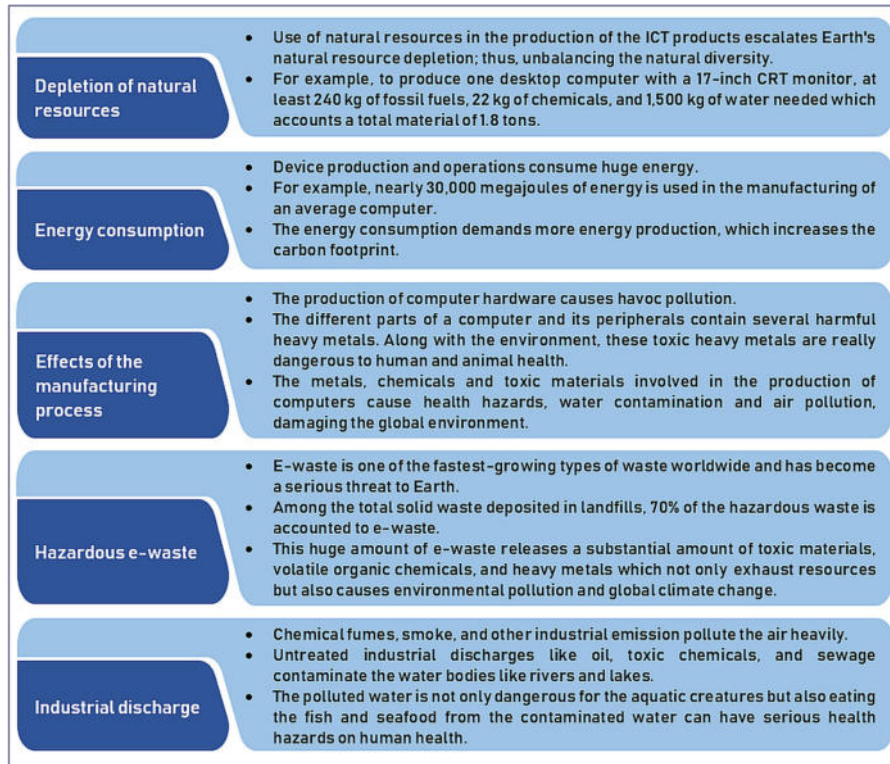 Depletion of natural
resources
• Use of natural resources in the production of the ICT products escalates Earth's
natural resource depletion; thus, unbalancing the natural diversity.
• For example, to produce one desktop computer with a 17-inch CRT monitor, at
least 240 kg of fossil fuels, 22 kg of chemicals, and 1,500 kg of water needed which
accounts a total material of 1.8 tons.
Energy consumption
• Device production and operations consume huge energy.
• For example, nearly 30,000 megajoules of energy is used in the manufacturing of
an average computer.
• The energy consumption demands more energy production, which increases the
carbon footprint.
Effects of the
manufacturing
process
• The production of computer hardware causes havoc pollution.
• The different parts of a computer and its peripherals contain several harmful
heavy metals. Along with the environment, these toxic heavy metals are really
dangerous to human and animal health.
• The metals, chemicals and toxic materials involved in the production of
computers cause health hazards, water contamination and air pollution,
damaging the global environment.
Hazardous e-waste
• E-waste is one of the fastest-growing types of waste worldwide and has become
a serious threat to Earth.
• Among the total solid waste deposited in landfills, 70% of the hazardous waste is
accounted to e-waste.
• This huge amount of e-waste releases a substantial amount of toxic materials,
volatile organic chemicals, and heavy metals which not only exhaust resources
but also causes environmental pollution and global climate change.
Industrial discharge
• Chemical fumes, smoke, and other industrial emission pollute the air heavily.
• Untreated industrial discharges like oil, toxic chemicals, and sewage
contaminate the water bodies like rivers and lakes.
• The polluted water is not only dangerous for the aquatic creatures but also eating
the fish and seafood from the contaminated water can have serious health
hazards on human health.